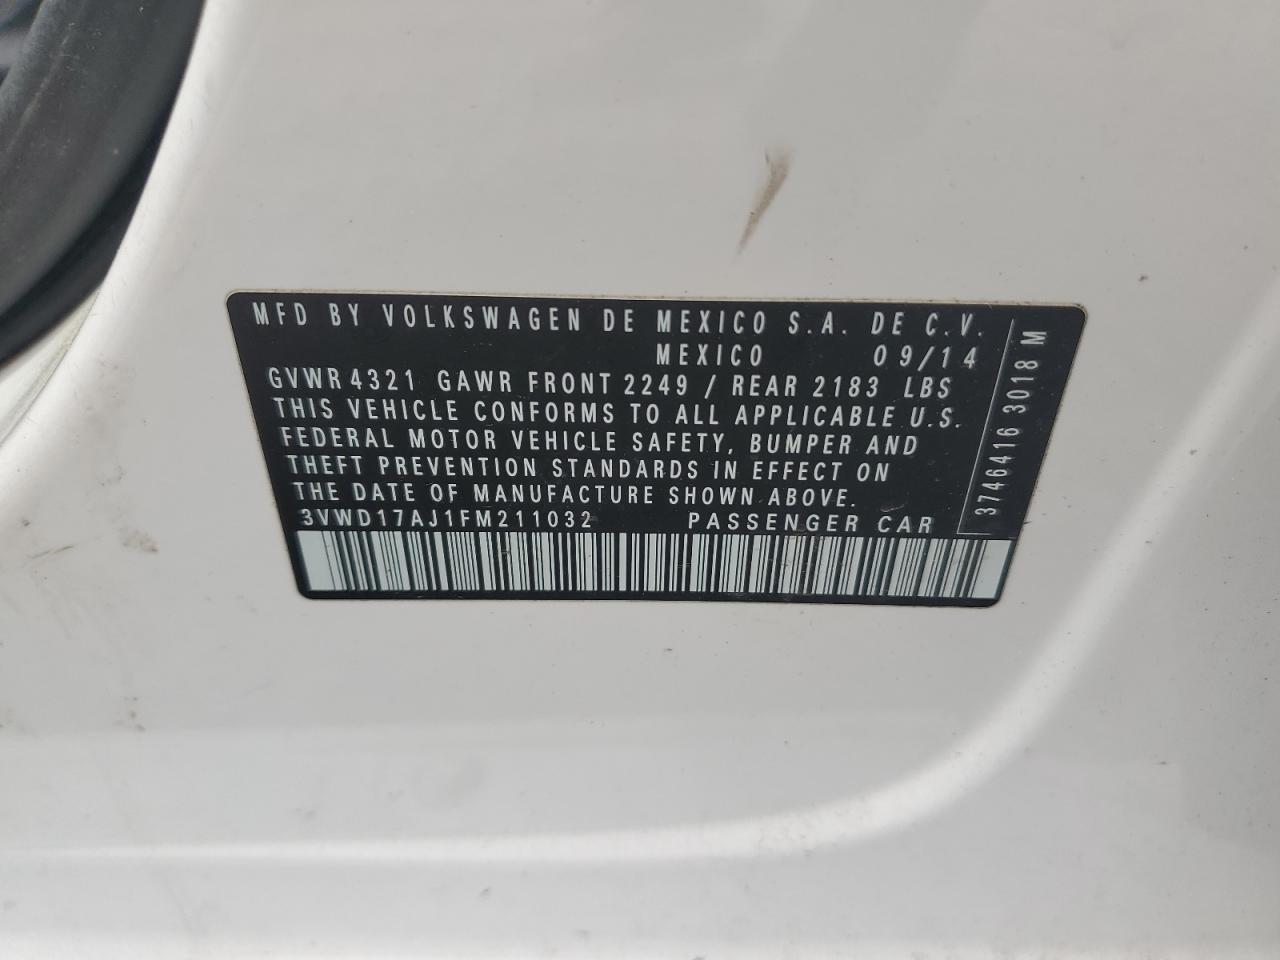 MFD BY VOLKSWAGEN DE MEXICO S.A. DE C.V.
MEXICO 09/14
GVWR 4321 GAWR FRONT 2249 / REAR 2183 LBS
THIS VEHICLE CONFORMS TO ALL APPLICABLE U.S.
FEDERAL MOTOR VEHICLE SAFETY, BUMPER AND
THEFT PREVENTION STANDARDS IN EFFECT ON
THE DATE OF MANUFACTURE SHOWN ABOVE.
3VWD17AJ1FM211032 PASSENGER CAR
3746416 3018 M